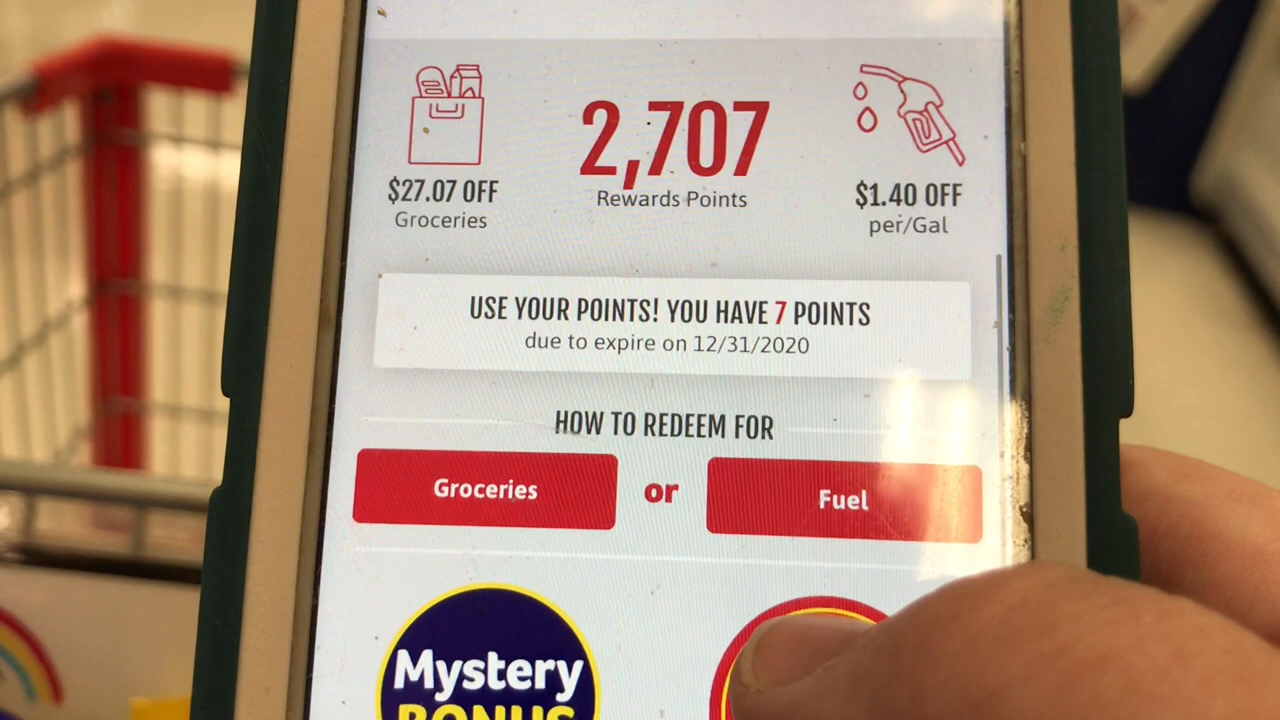 2,707
Rewards Points
$27.07 OFF
Groceries
$1.40 OFF
per/Gal
USE YOUR POINTS! YOU HAVE 7 POINTS
due to expire on 12/31/2020
HOW TO REDEEM FOR
Groceries or Fuel
Mystery
BONUS